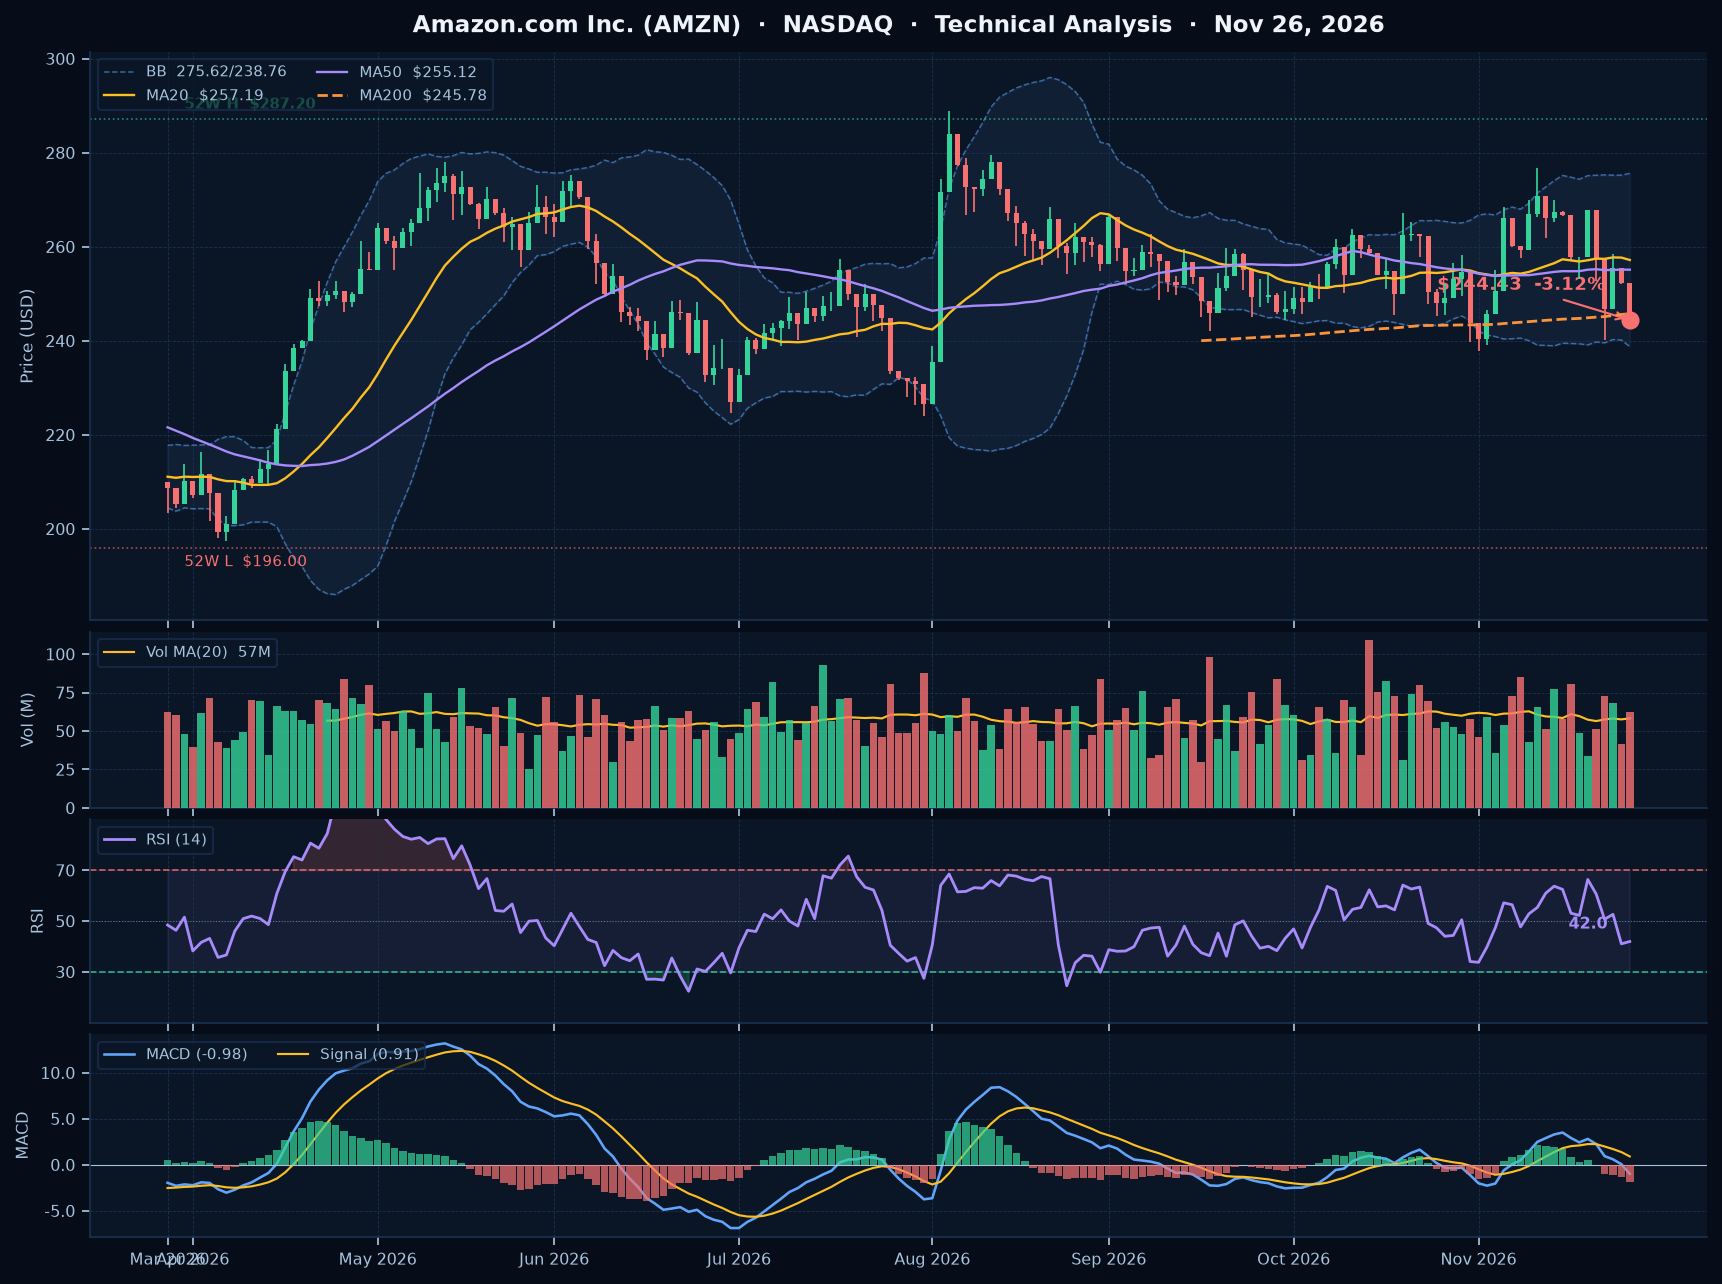 Amazon.com Inc. (AMZN)  ·  NASDAQ  ·  Technical Analysis  ·  Nov 26, 2026
BB  275.62/238.76
MA20  $257.19
MA50  $255.12
MA200  $245.78
52W H  $287.20
300
280
260
240
220
200
Price (USD)
$244.43  -3.12%
52W L  $196.00
Vol MA(20)  57M
100
75
50
25
0
Vol (M)
RSI (14)
70
50
30
RSI
42.0
MACD (-0.98)
Signal (0.91)
10.0
5.0
0.0
-5.0
MACD
Mar 2026
Apr 2026
May 2026
Jun 2026
Jul 2026
Aug 2026
Sep 2026
Oct 2026
Nov 2026